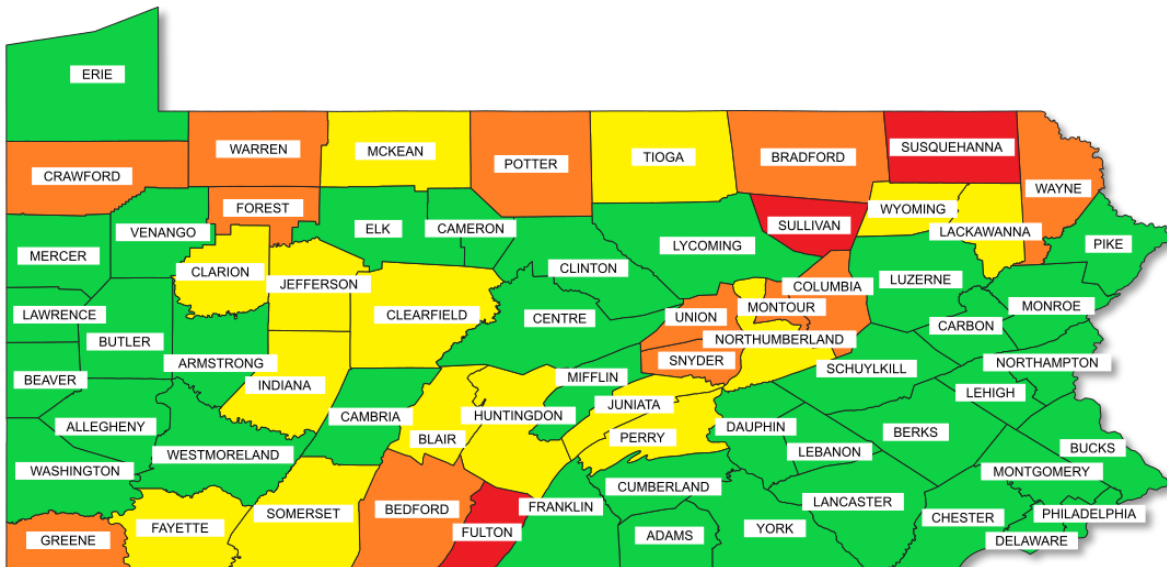 ERIE
WARREN
MCKEAN
POTTER
TIOGA
BRADFORD
SUSQUEHANNA
CRAWFORD
WAYNE
FOREST
WYOMING
VENANGO
ELK
CAMERON
SULLIVAN
LACKAWANNA
LYCOMING
PIKE
MERCER
CLARION
CLINTON
LUZERNE
JEFFERSON
COLUMBIA
MONROE
LAWRENCE
CLEARFIELD
CENTRE
UNION
MONTOUR
CARBON
BUTLER
NORTHUMBERLAND
ARMSTRONG
SNYDER
SCHUYLKILL
NORTHAMPTON
BEAVER
INDIANA
MIFFLIN
LEHIGH
JUNIATA
CAMBRIA
HUNTINGDON
ALLEGHENY
DAUPHIN
BERKS
BLAIR
PERRY
BUCKS
WESTMORELAND
LEBANON
WASHINGTON
MONTGOMERY
CUMBERLAND
LANCASTER
FRANKLIN
SOMERSET
BEDFORD
PHILADELPHIA
CHESTER
FAYETTE
FULTON
ADAMS
YORK
GREENE
DELAWARE